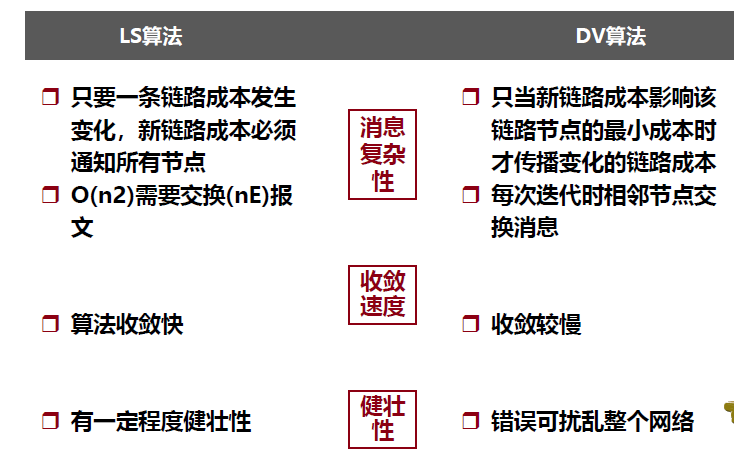 LS算法
DV算法
❐ 只要一条链路成本发生
变化，新链路成本必须
通知所有节点
❐ O(n2)需要交换(nE)报
文
消息
复杂
性
❐ 只当新链路成本影响该
链路节点的最小成本时
才传播变化的链路成本
❐ 每次迭代时相邻节点交
换消息
❐ 算法收敛快
收敛
速度
❐ 收敛较慢
❐ 有一定程度健壮性
健壮
性
❐ 错误可扰乱整个网络